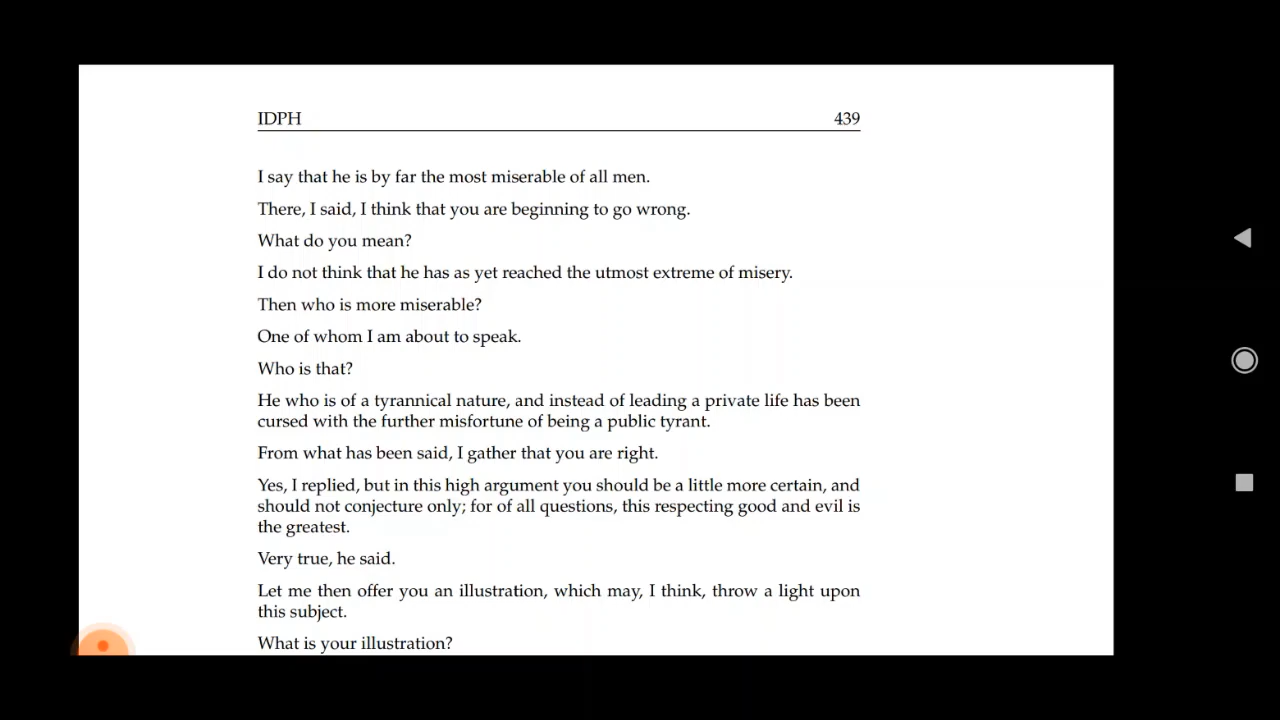 IDPH 439
I say that he is by far the most miserable of all men.
There, I said, I think that you are beginning to go wrong.
What do you mean?
I do not think that he has as yet reached the utmost extreme of misery.
Then who is more miserable?
One of whom I am about to speak.
Who is that?
He who is of a tyrannical nature, and instead of leading a private life has been
cursed with the further misfortune of being a public tyrant.
From what has been said, I gather that you are right.
Yes, I replied, but in this high argument you should be a little more certain, and
should not conjecture only; for of all questions, this respecting good and evil is
the greatest.
Very true, he said.
Let me then offer you an illustration, which may, I think, throw a light upon
this subject.
What is your illustration?